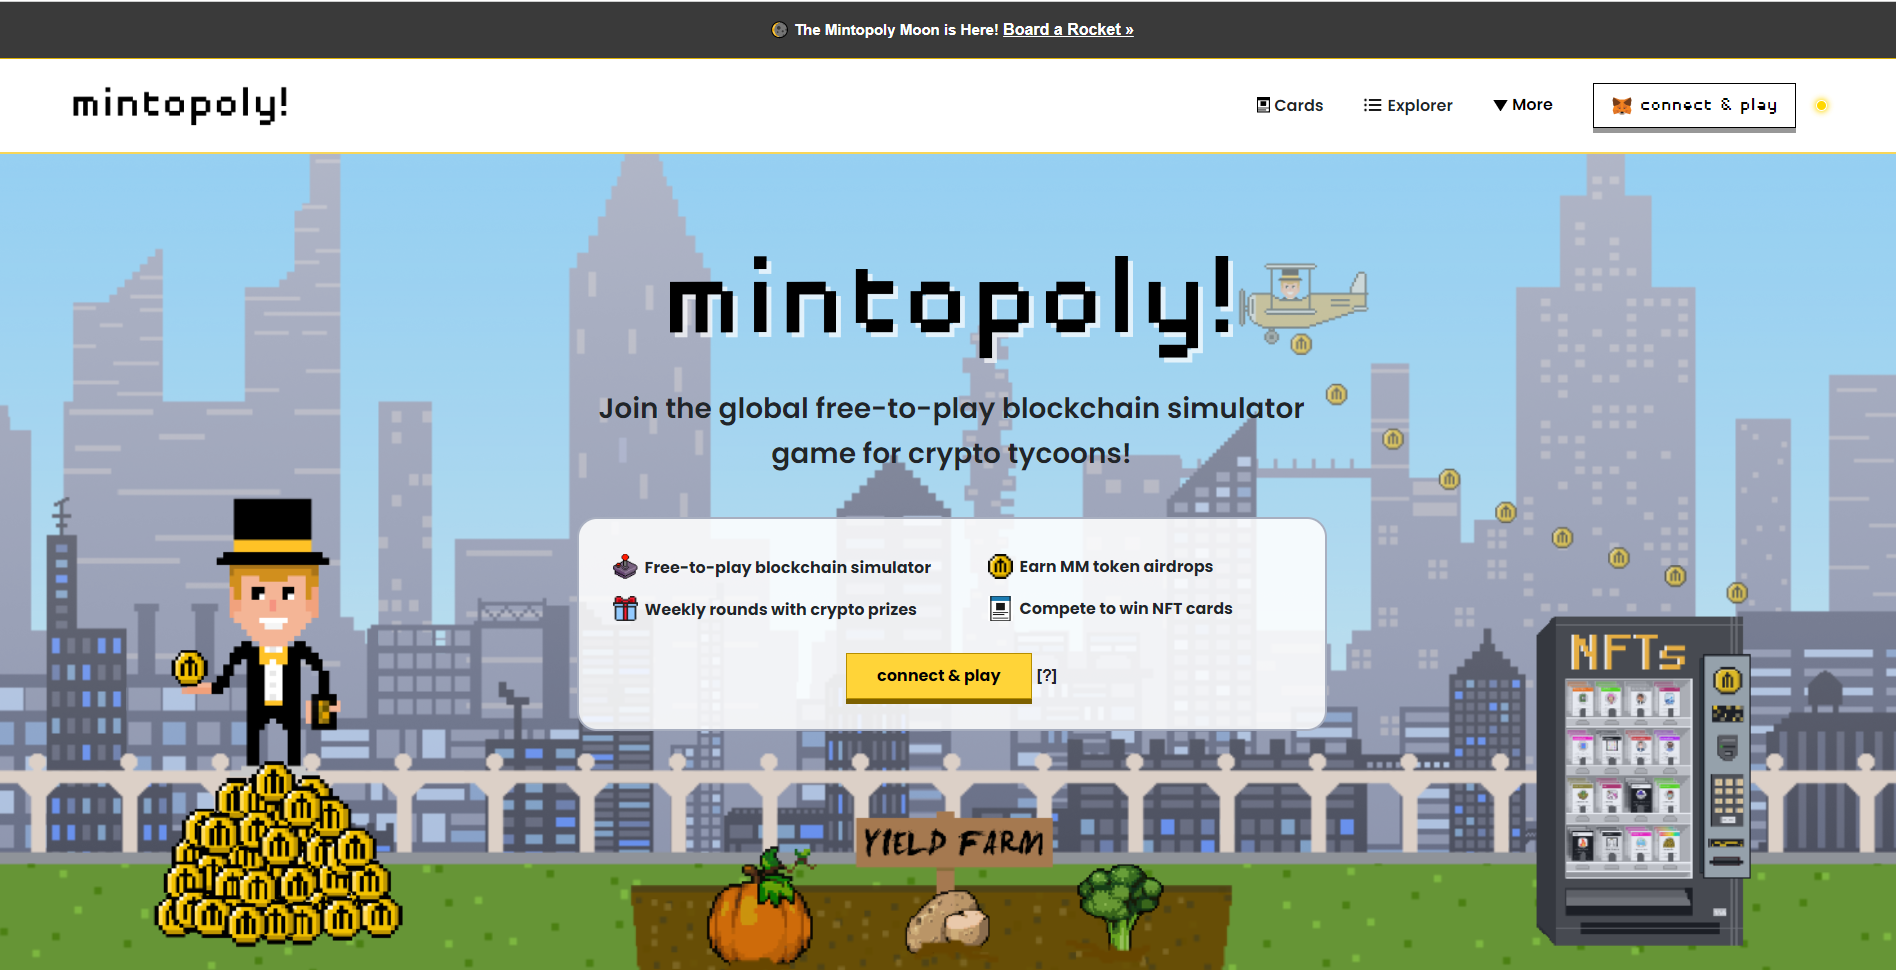 The Mintopoly Moon is Here! Board a Rocket »
mintopoly!
Cards
Explorer
▼ More
connect & play
mintopoly!
Join the global free-to-play blockchain simulator
game for crypto tycoons!
Free-to-play blockchain simulator
Earn MM token airdrops
Weekly rounds with crypto prizes
Compete to win NFT cards
connect & play [?]
NFTs
YIELD FARM